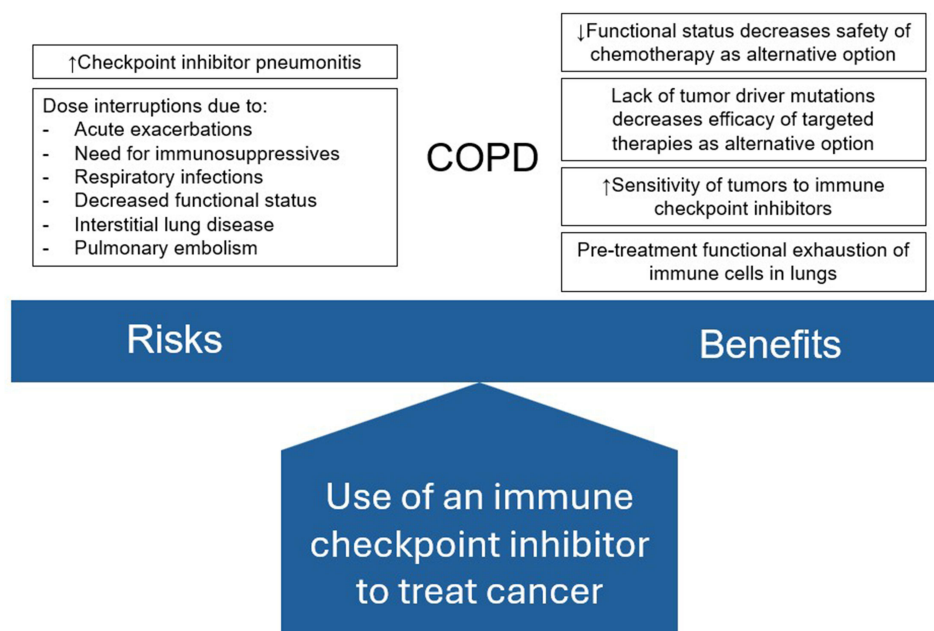 ↑Checkpoint inhibitor pneumonitis
Dose interruptions due to:
- Acute exacerbations
- Need for immunosuppressives
- Respiratory infections
- Decreased functional status
- Interstitial lung disease
- Pulmonary embolism
COPD
↓Functional status decreases safety of
chemotherapy as alternative option
Lack of tumor driver mutations
decreases efficacy of targeted
therapies as alternative option
↑Sensitivity of tumors to immune
checkpoint inhibitors
Pre-treatment functional exhaustion of
immune cells in lungs
Risks
Benefits
Use of an immune
checkpoint inhibitor
to treat cancer